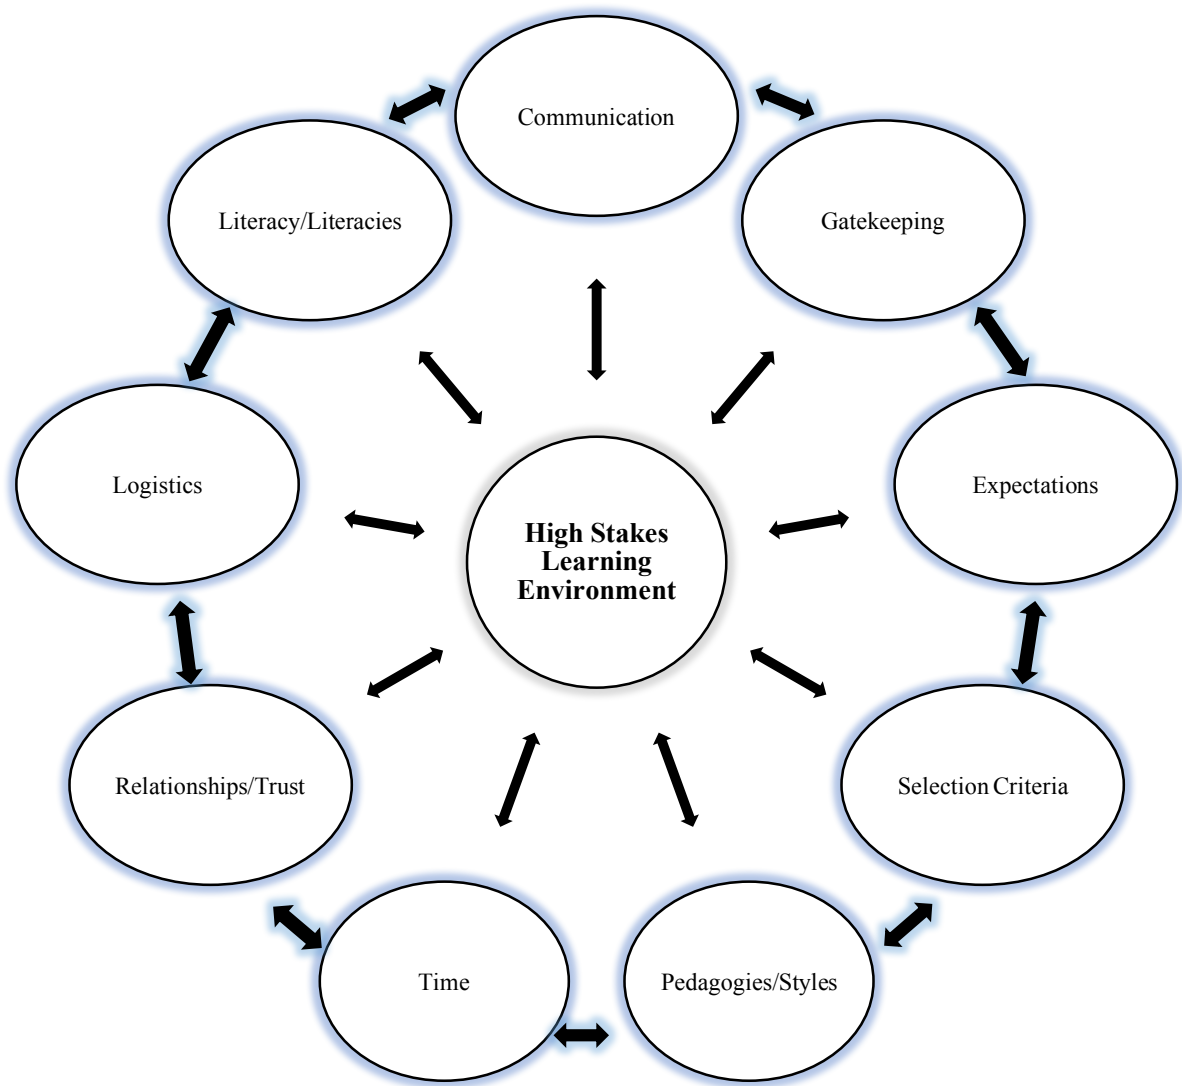 Communication
Literacy/Literacies
Gatekeeping
Logistics
Expectations
High Stakes
Learning
Environment
Relationships/Trust
Selection Criteria
Time
Pedagogies/Styles